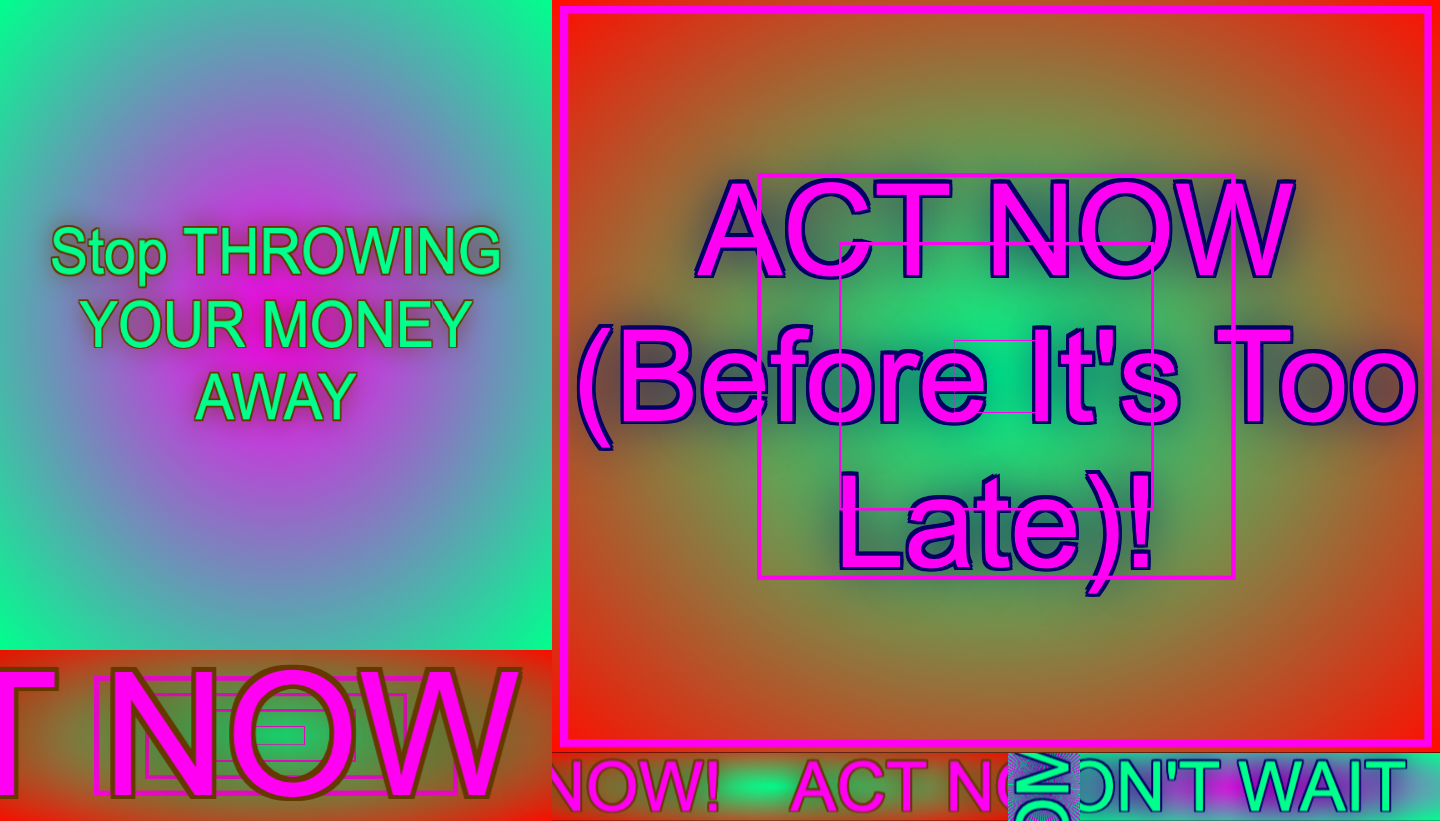 Stop THROWING
YOUR MONEY
AWAY
ACT NOW
(Before It's Too
Late)!
T NOW
NOW!
ACT NO
ON'T WAIT